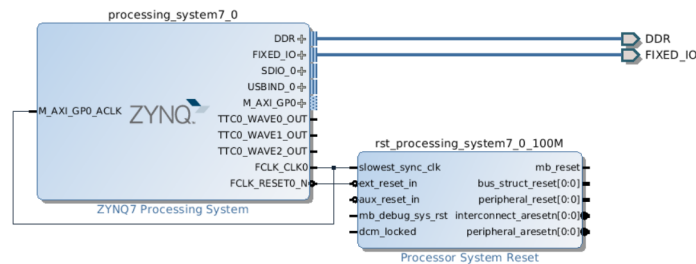 processing_system7_0
DDR
FIXED_IO
SDIO_0
USBIND_0
M_AXI_GP0
M_AXI_GP0_ACLK
ZYNQ
TTC0_WAVE0_OUT
TTC0_WAVE1_OUT
TTC0_WAVE2_OUT
FCLK_CLK0
FCLK_RESET0_N
ZYNQ7 Processing System
DDR
FIXED_IO
rst_processing_system7_0_100M
slowest_sync_clk
ext_reset_in
aux_reset_in
mb_debug_sys_rst
dcm_locked
mb_reset
bus_struct_reset[0:0]
peripheral_reset[0:0]
interconnect_aresetn[0:0]
peripheral_aresetn[0:0]
Processor System Reset